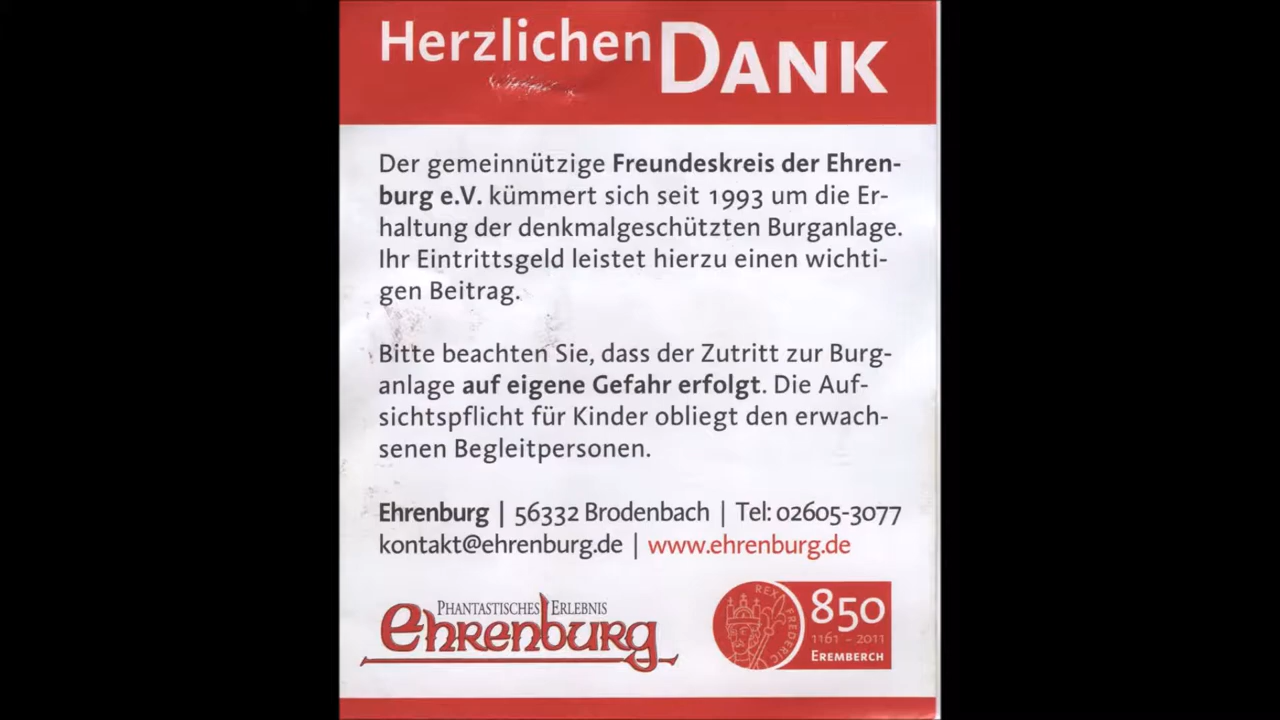 Herzlichen DANK
Der gemeinnützige Freundeskreis der Ehren-
burg e.V. kümmert sich seit 1993 um die Er-
haltung der denkmalgeschützten Burganlage.
Ihr Eintrittsgeld leistet hierzu einen wichti-
gen Beitrag.
Bitte beachten Sie, dass der Zutritt zur Burg-
anlage auf eigene Gefahr erfolgt. Die Auf-
sichtspflicht für Kinder obliegt den erwach-
senen Begleitpersonen.
Ehrenburg | 56332 Brodenbach | Tel: 02605-3077
kontakt@ehrenburg.de | www.ehrenburg.de
PHANTASTISCHES ERLEBNIS
Ehrenburg
REX FREDERIC
850
1161 - 2011
EREMBERCH